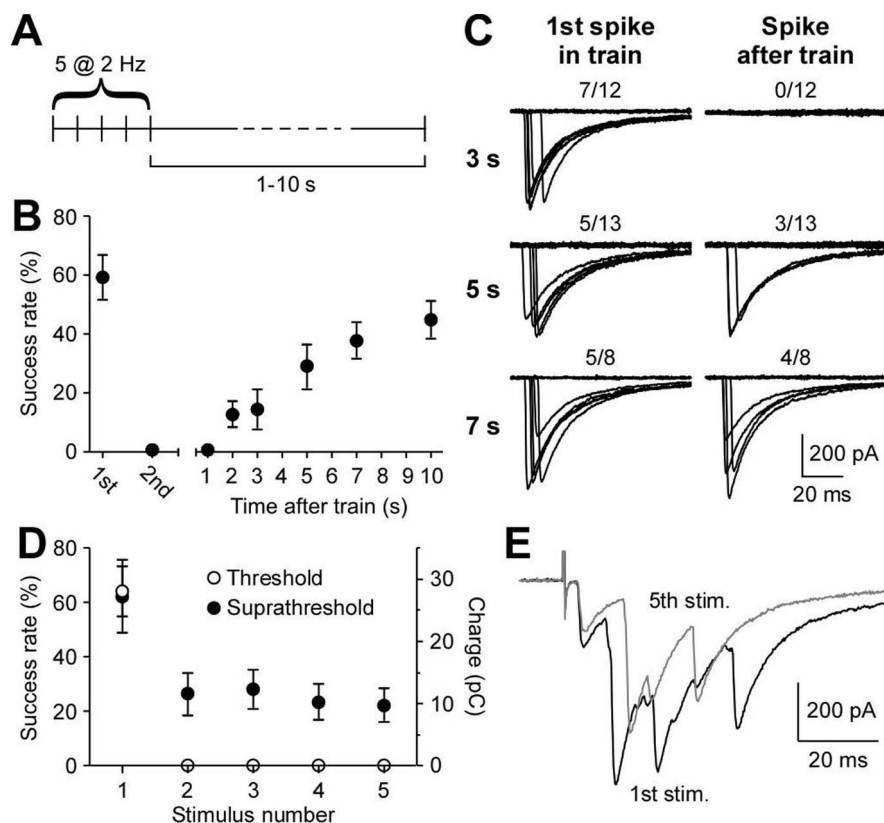 A
5 @ 2 Hz
1-10 s
B
80
60
40
20
0
Success rate (%)
1st
2nd
1 2 3 4 5 6 7 8 9 10
Time after train (s)
C
1st spike
in train
Spike
after train
7/12
0/12
3 s
5/13
3/13
5 s
5/8
4/8
7 s
200 pA
20 ms
D
80
60
40
20
0
Success rate (%)
Threshold
Suprathreshold
30
20
10
0
Charge (pC)
1 2 3 4 5
Stimulus number
E
5th stim.
1st stim.
200 pA
20 ms